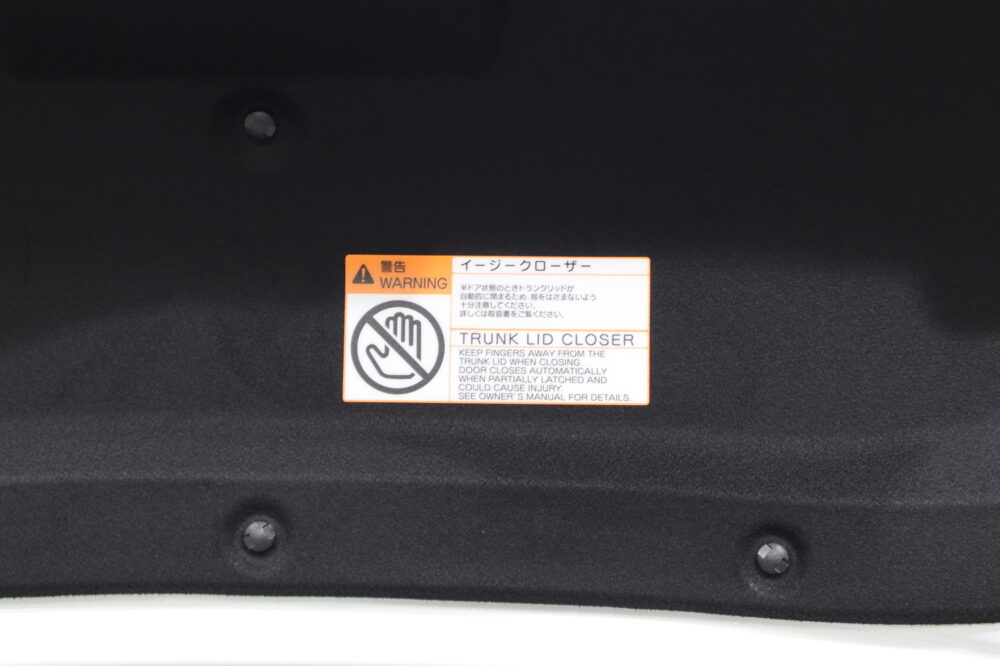 警告
WARNING
イージークローザー
半ドア状態のときトランクリッドが
自動的に閉まるため、指をはさまないよう
十分注意してください。
詳しくは取扱書をご覧ください。
TRUNK LID CLOSER
KEEP FINGERS AWAY FROM THE
TRUNK LID WHEN CLOSING.
DOOR CLOSES AUTOMATICALLY
WHEN PARTIALLY LATCHED AND
COULD CAUSE INJURY.
SEE OWNER'S MANUAL FOR DETAILS.